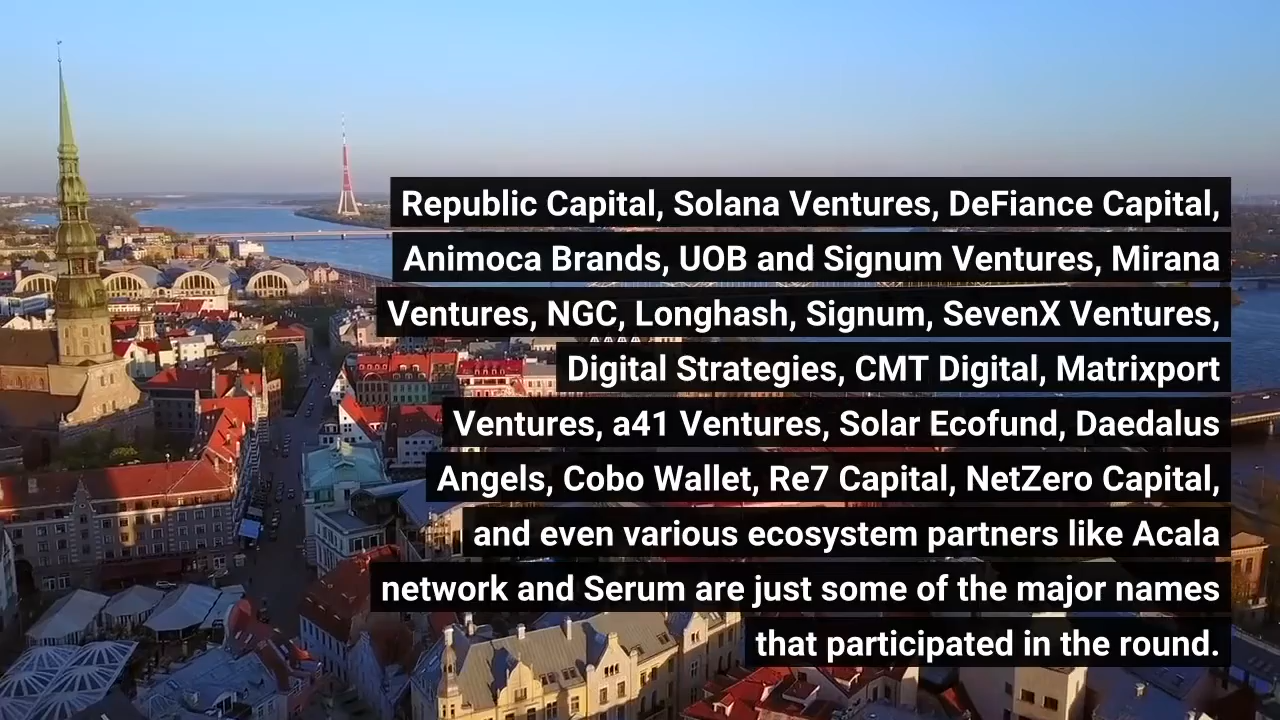 Republic Capital, Solana Ventures, DeFiance Capital,
Animoca Brands, UOB and Signum Ventures, Mirana
Ventures, NGC, Longhash, Signum, SevenX Ventures,
Digital Strategies, CMT Digital, Matrixport
Ventures, a41 Ventures, Solar Ecofund, Daedalus
Angels, Cobo Wallet, Re7 Capital, NetZero Capital,
and even various ecosystem partners like Acala
network and Serum are just some of the major names
that participated in the round.